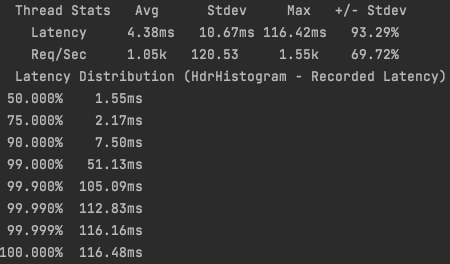 Thread Stats Avg Stdev Max +/- Stdev
Latency 4.38ms 10.67ms 116.42ms 93.29%
Req/Sec 1.05k 120.53 1.55k 69.72%
Latency Distribution (HdrHistogram - Recorded Latency)
50.000% 1.55ms
75.000% 2.17ms
90.000% 7.50ms
99.000% 51.13ms
99.900% 105.09ms
99.990% 112.83ms
99.999% 116.16ms
100.000% 116.48ms